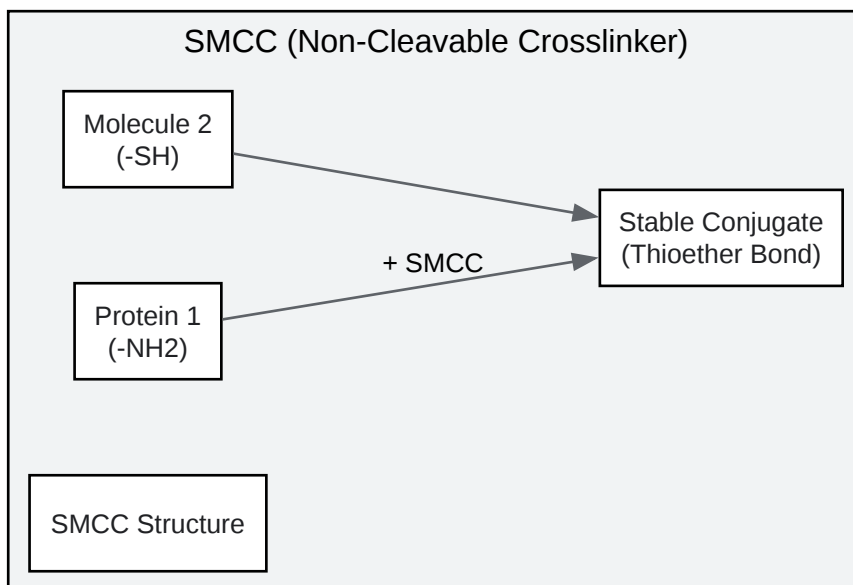 SMCC (Non-Cleavable Crosslinker)
Molecule 2
(-SH)
Stable Conjugate
(Thioether Bond)
+ SMCC
Protein 1
(-NH2)
SMCC Structure